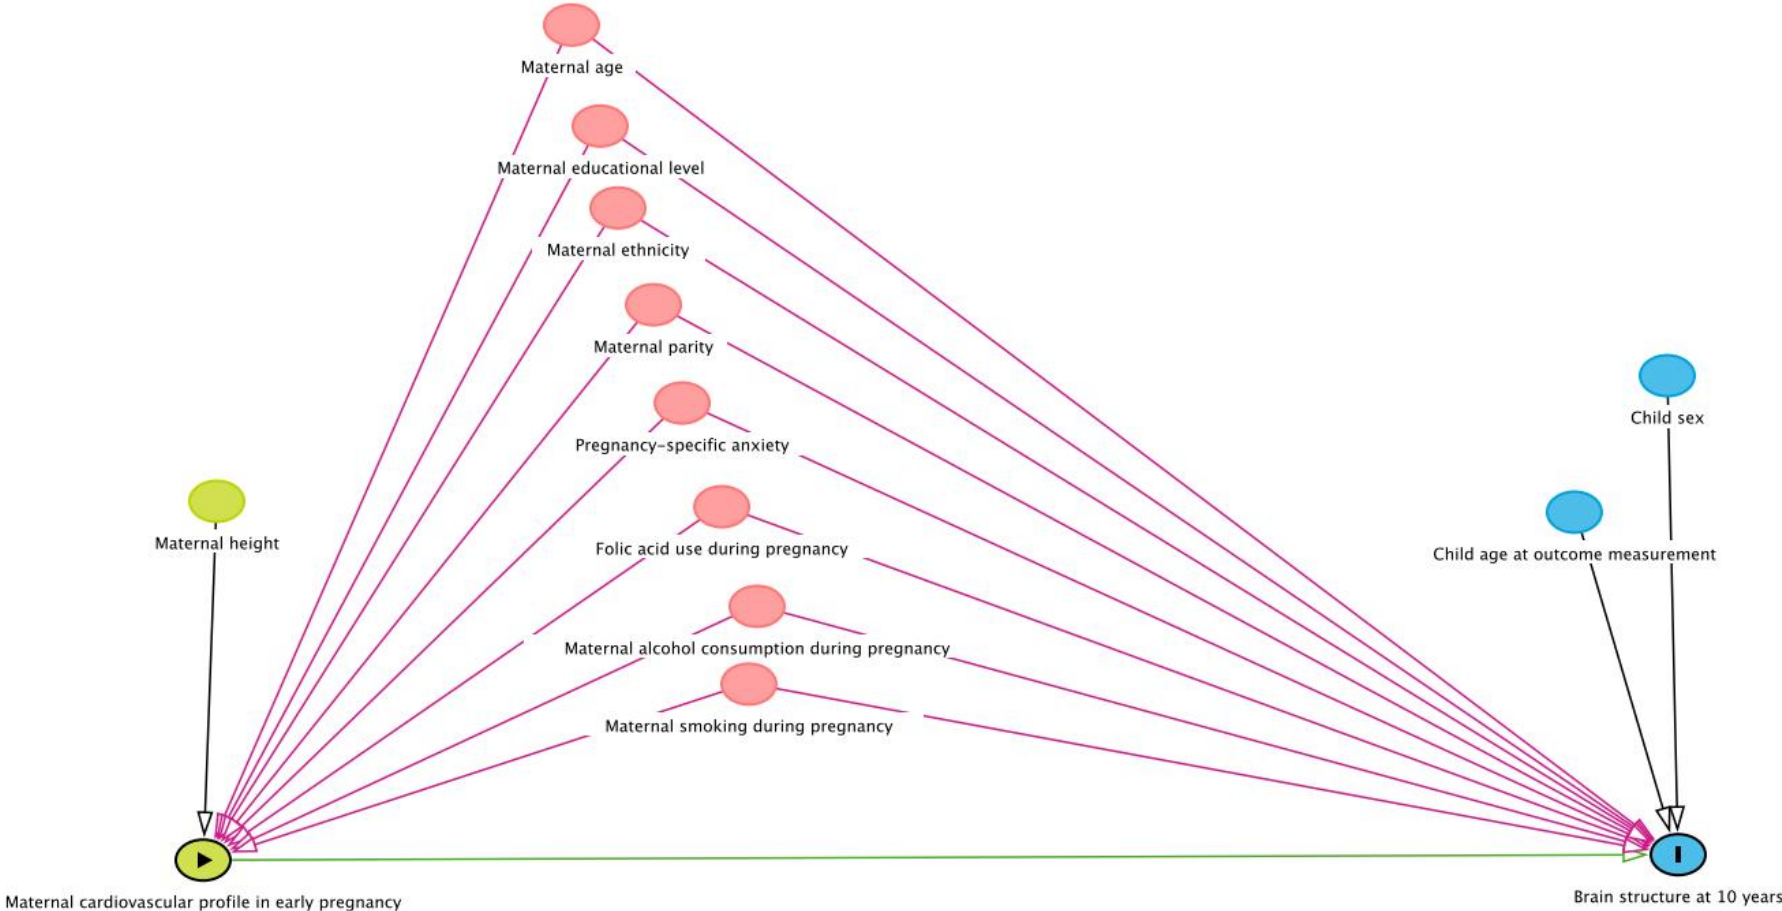 Maternal age
Maternal educational level
Maternal ethnicity
Maternal parity
Child sex
Pregnancy-specific anxiety
Maternal height
Folic acid use during pregnancy
Child age at outcome measurement
Maternal alcohol consumption during pregnancy
Maternal smoking during pregnancy
Maternal cardiovascular profile in early pregnancy
Brain structure at 10 years